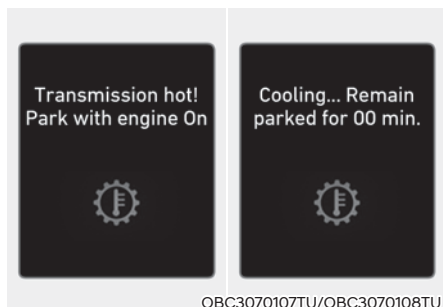 Transmission hot!
Park with engine On
Cooling... Remain
parked for 00 min.
OBC3070107TU/OBC3070108TU